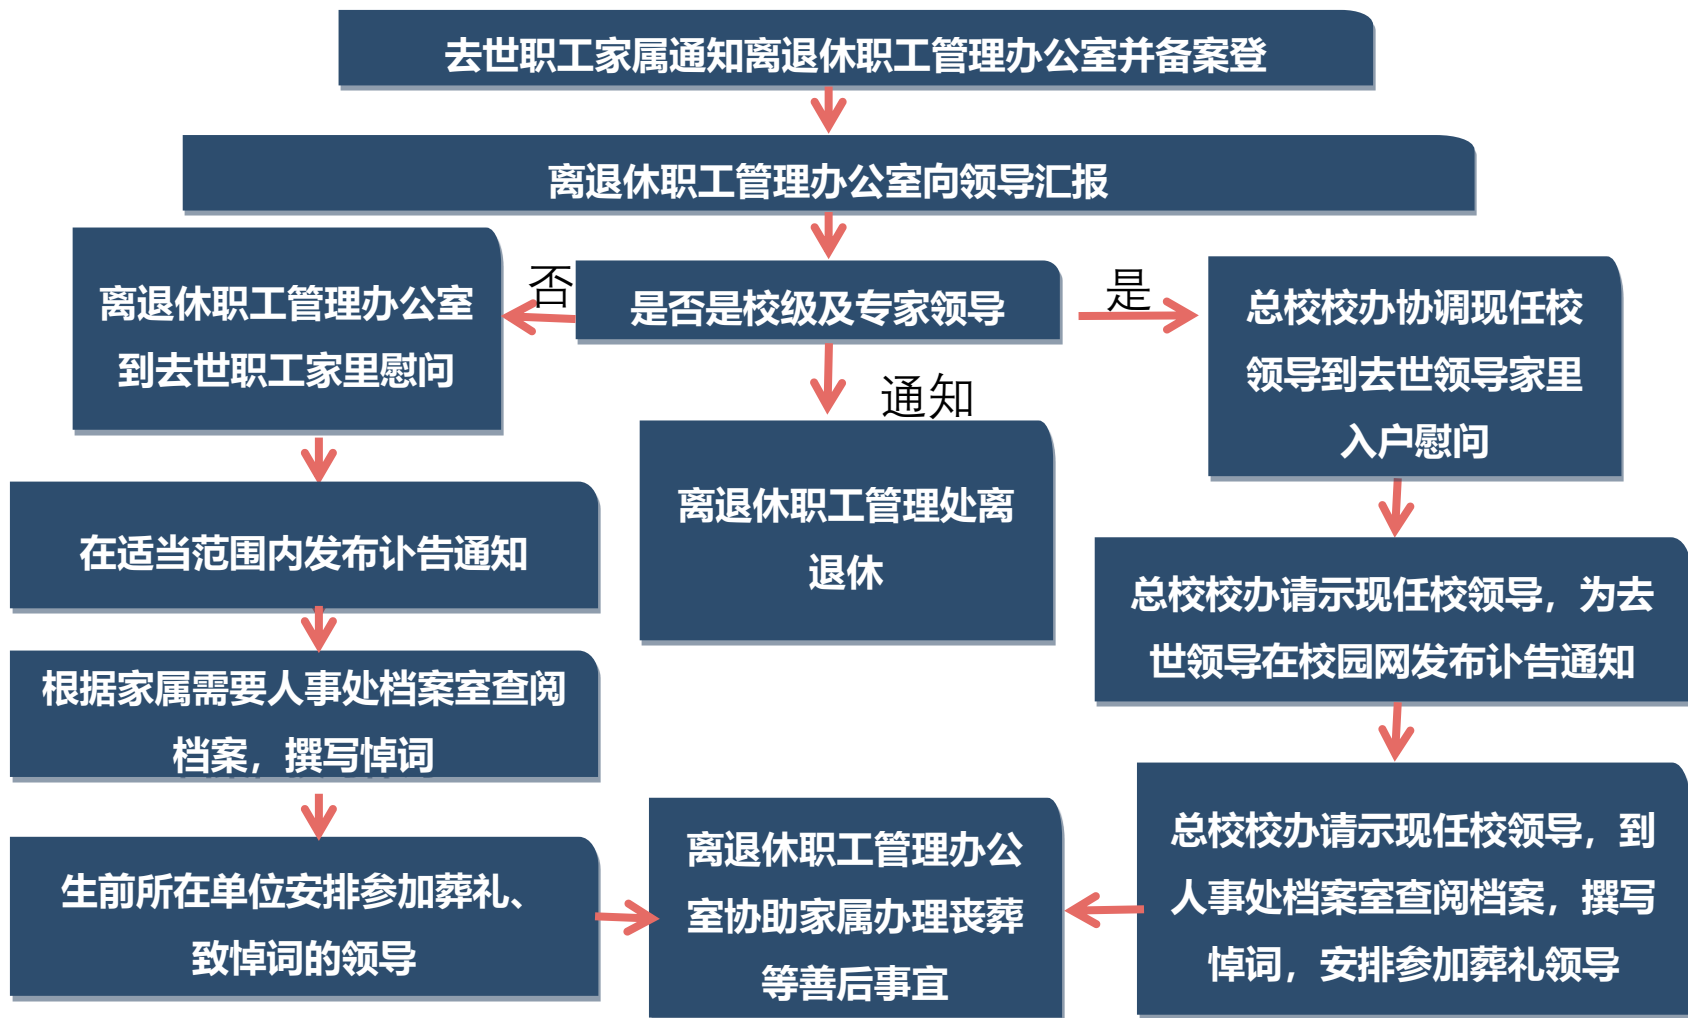 去世职工家属通知离退休职工管理办公室并备案登
离退休职工管理办公室向领导汇报
离退休职工管理办公室
到去世职工家里慰问
否
是否是校级及专家领导
是
总校校办协调现任校
领导到去世领导家里
入户慰问
通知
离退休职工管理处离
退休
在适当范围内发布讣告通知
总校校办请示现任校领导，为去
世领导在校园网发布讣告通知
根据家属需要人事处档案室查阅
档案，撰写悼词
生前所在单位安排参加葬礼、
致悼词的领导
离退休职工管理办公
室协助家属办理丧葬
等善后事宜
总校校办请示现任校领导，到
人事处档案室查阅档案，撰写
悼词，安排参加葬礼领导